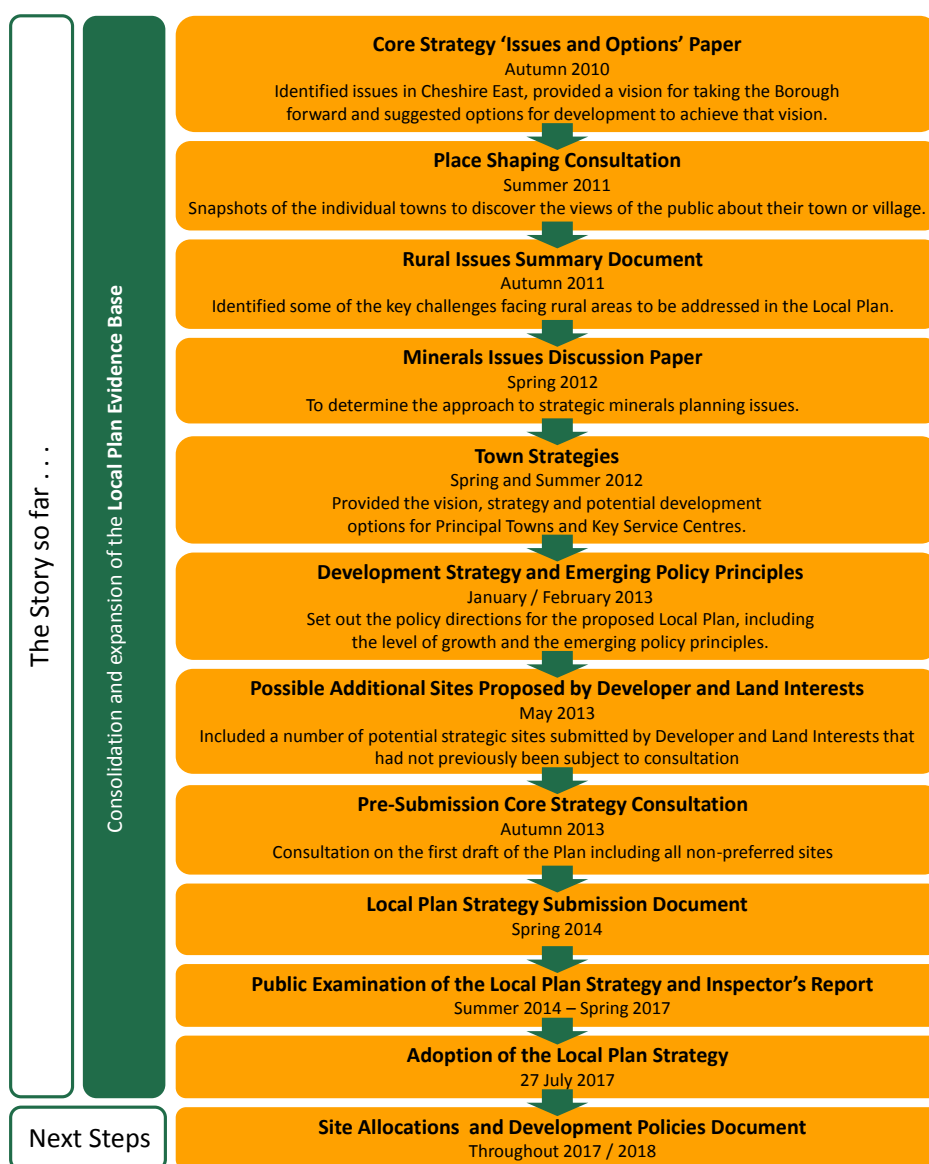 The Story so far . . .
Consolidation and expansion of the Local Plan Evidence Base
Core Strategy ‘Issues and Options’ Paper
Autumn 2010
Identified issues in Cheshire East, provided a vision for taking the Borough
forward and suggested options for development to achieve that vision.
Place Shaping Consultation
Summer 2011
Snapshots of the individual towns to discover the views of the public about their town or village.
Rural Issues Summary Document
Autumn 2011
Identified some of the key challenges facing rural areas to be addressed in the Local Plan.
Minerals Issues Discussion Paper
Spring 2012
To determine the approach to strategic minerals planning issues.
Town Strategies
Spring and Summer 2012
Provided the vision, strategy and potential development
options for Principal Towns and Key Service Centres.
Development Strategy and Emerging Policy Principles
January / February 2013
Set out the policy directions for the proposed Local Plan, including
the level of growth and the emerging policy principles.
Possible Additional Sites Proposed by Developer and Land Interests
May 2013
Included a number of potential strategic sites submitted by Developer and Land Interests that
had not previously been subject to consultation
Pre-Submission Core Strategy Consultation
Autumn 2013
Consultation on the first draft of the Plan including all non-preferred sites
Local Plan Strategy Submission Document
Spring 2014
Public Examination of the Local Plan Strategy and Inspector’s Report
Summer 2014 – Spring 2017
Adoption of the Local Plan Strategy
27 July 2017
Next Steps
Site Allocations and Development Policies Document
Throughout 2017 / 2018